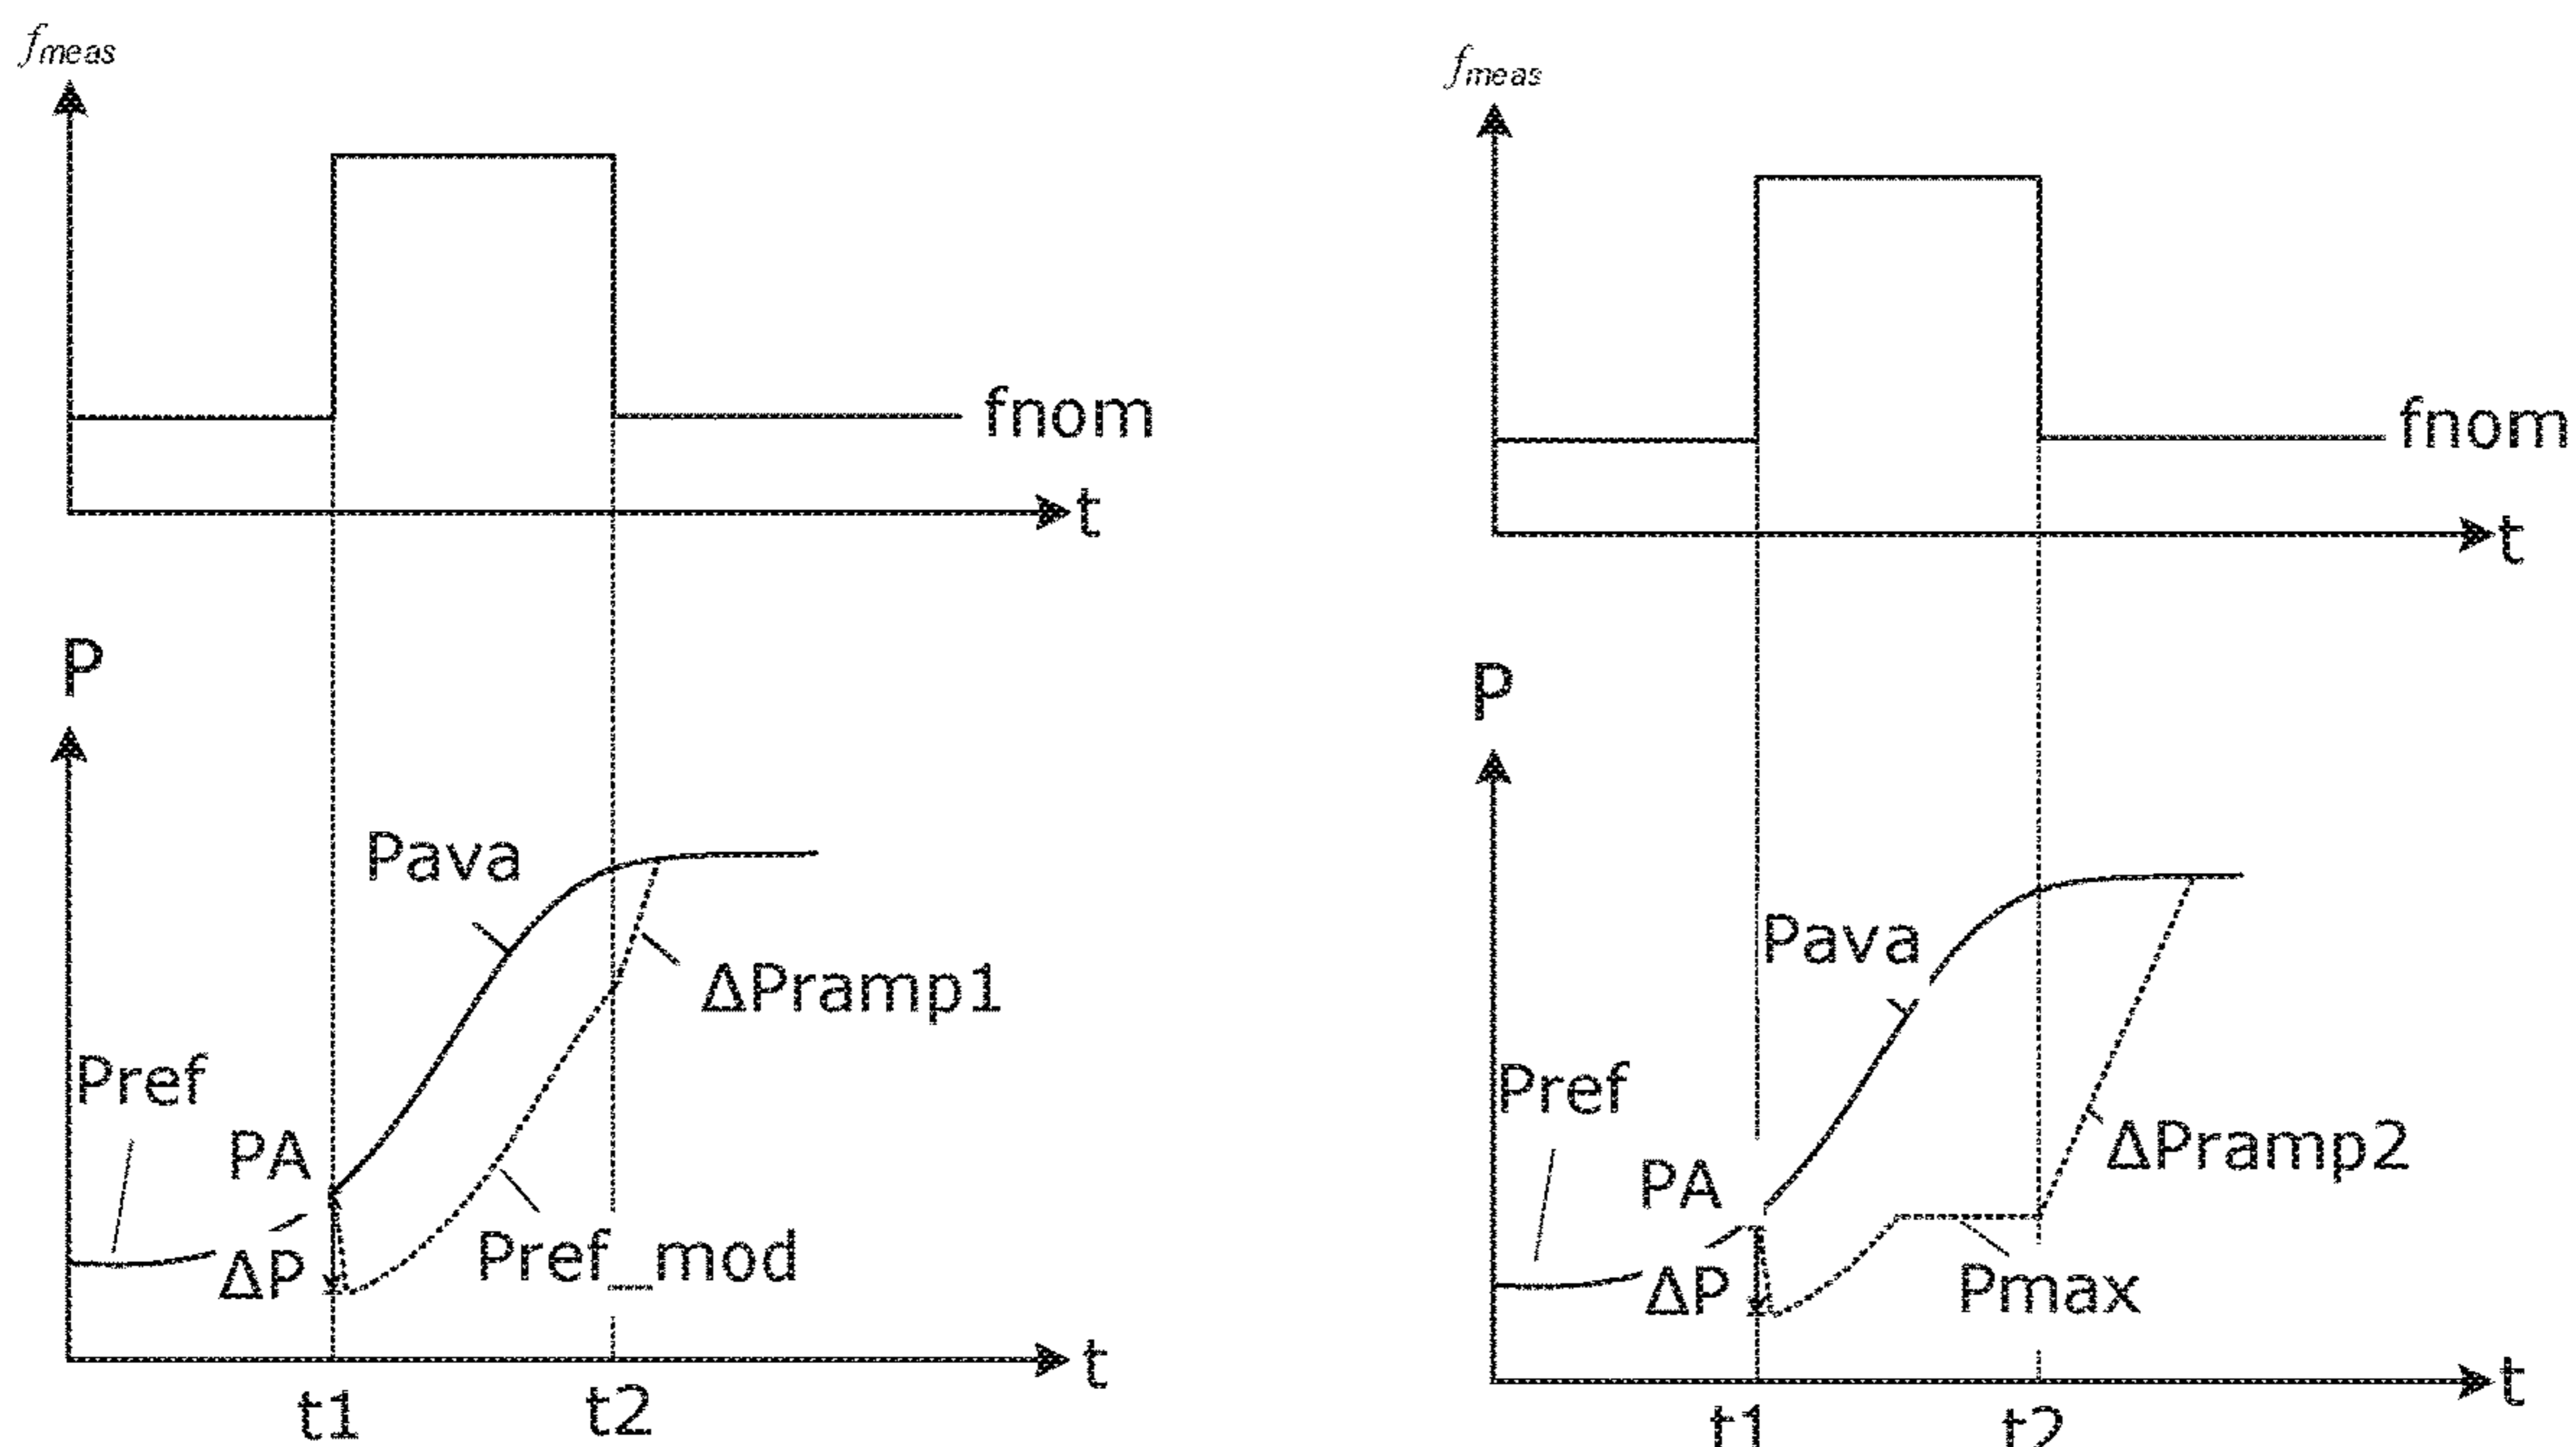 fmeas
fnom
t
P
Pava
ΔPramp1
Pref
PA
ΔP
Pref_mod
t
t1
t2
fmeas
fnom
t
P
Pava
Pref
PA
ΔPramp2
ΔP
Pmax
t
t1
t2